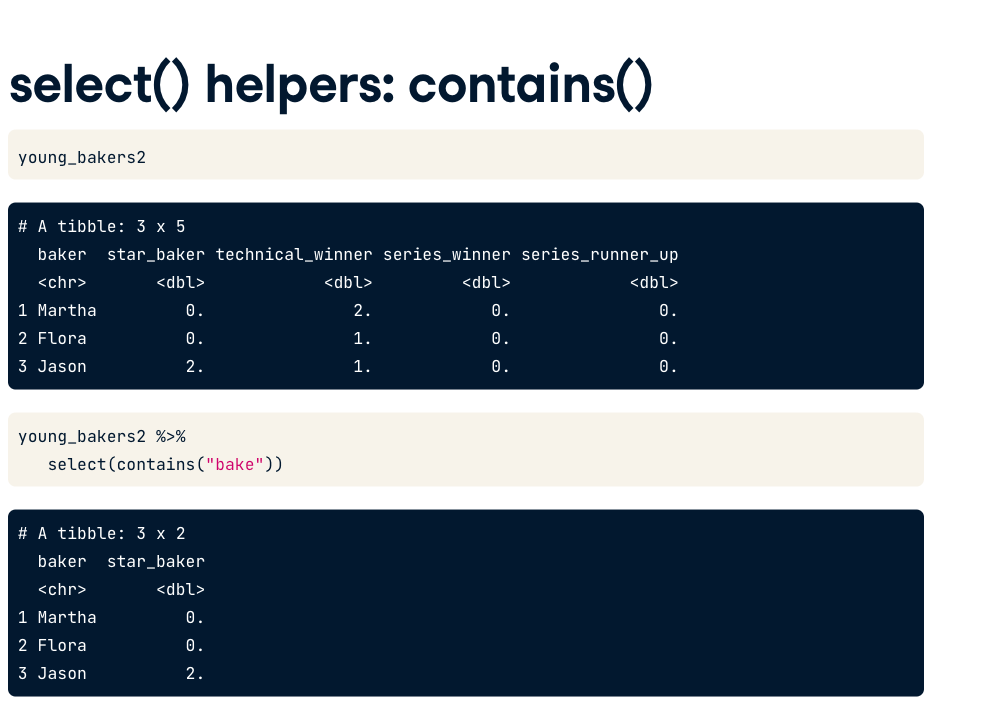 select() helpers: contains()
young_bakers2
# A tibble: 3 x 5
  baker  star_baker technical_winner series_winner series_runner_up
  <chr>       <dbl>            <dbl>         <dbl>            <dbl>
1 Martha         0.               2.            0.               0.
2 Flora          0.               1.            0.               0.
3 Jason          2.               1.            0.               0.
young_bakers2 %>%
   select(contains("bake"))
# A tibble: 3 x 2
  baker  star_baker
  <chr>       <dbl>
1 Martha         0.
2 Flora          0.
3 Jason          2.